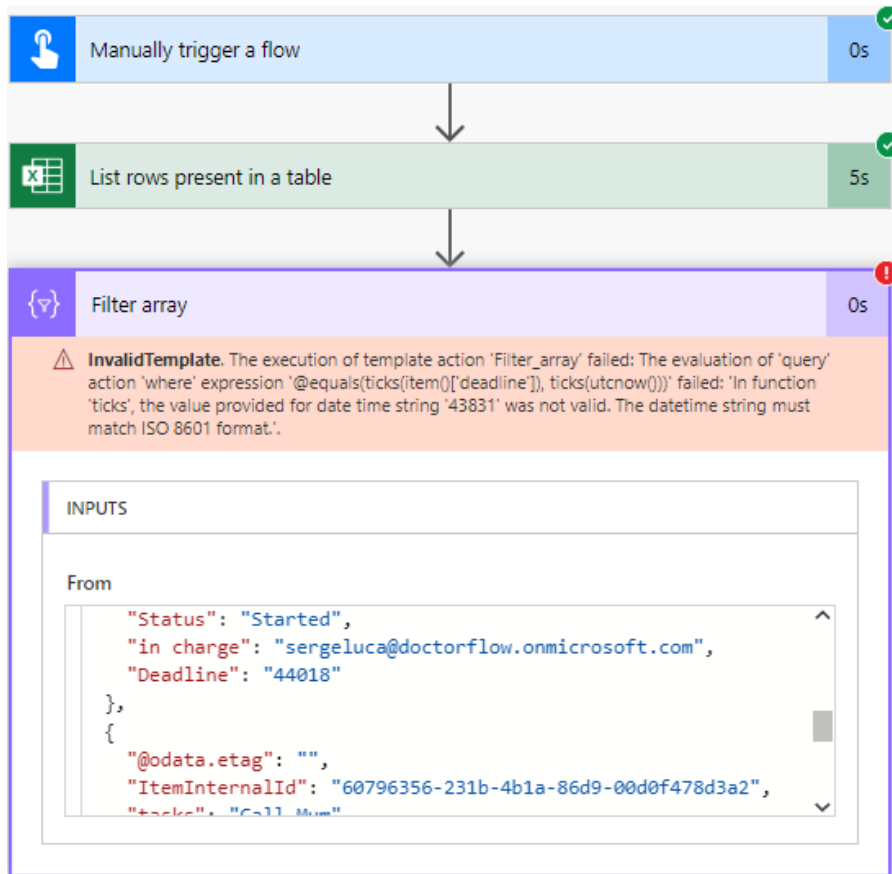 Manually trigger a flow
0s
List rows present in a table
5s
Filter array
0s
InvalidTemplate. The execution of template action 'Filter_array' failed: The evaluation of 'query'
action 'where' expression '@equals(ticks(item()['deadline']), ticks(utcnow()))' failed: 'In function
'ticks', the value provided for date time string '43831' was not valid. The datetime string must
match ISO 8601 format.'.
INPUTS
From
"Status": "Started",
"in charge": "sergeluca@doctorflow.onmicrosoft.com",
"Deadline": "44018"
},
{
"@odata.etag": "",
"ItemInternalId": "60796356-231b-4b1a-86d9-00d0f478d3a2",
"tasks": "Call Mum"